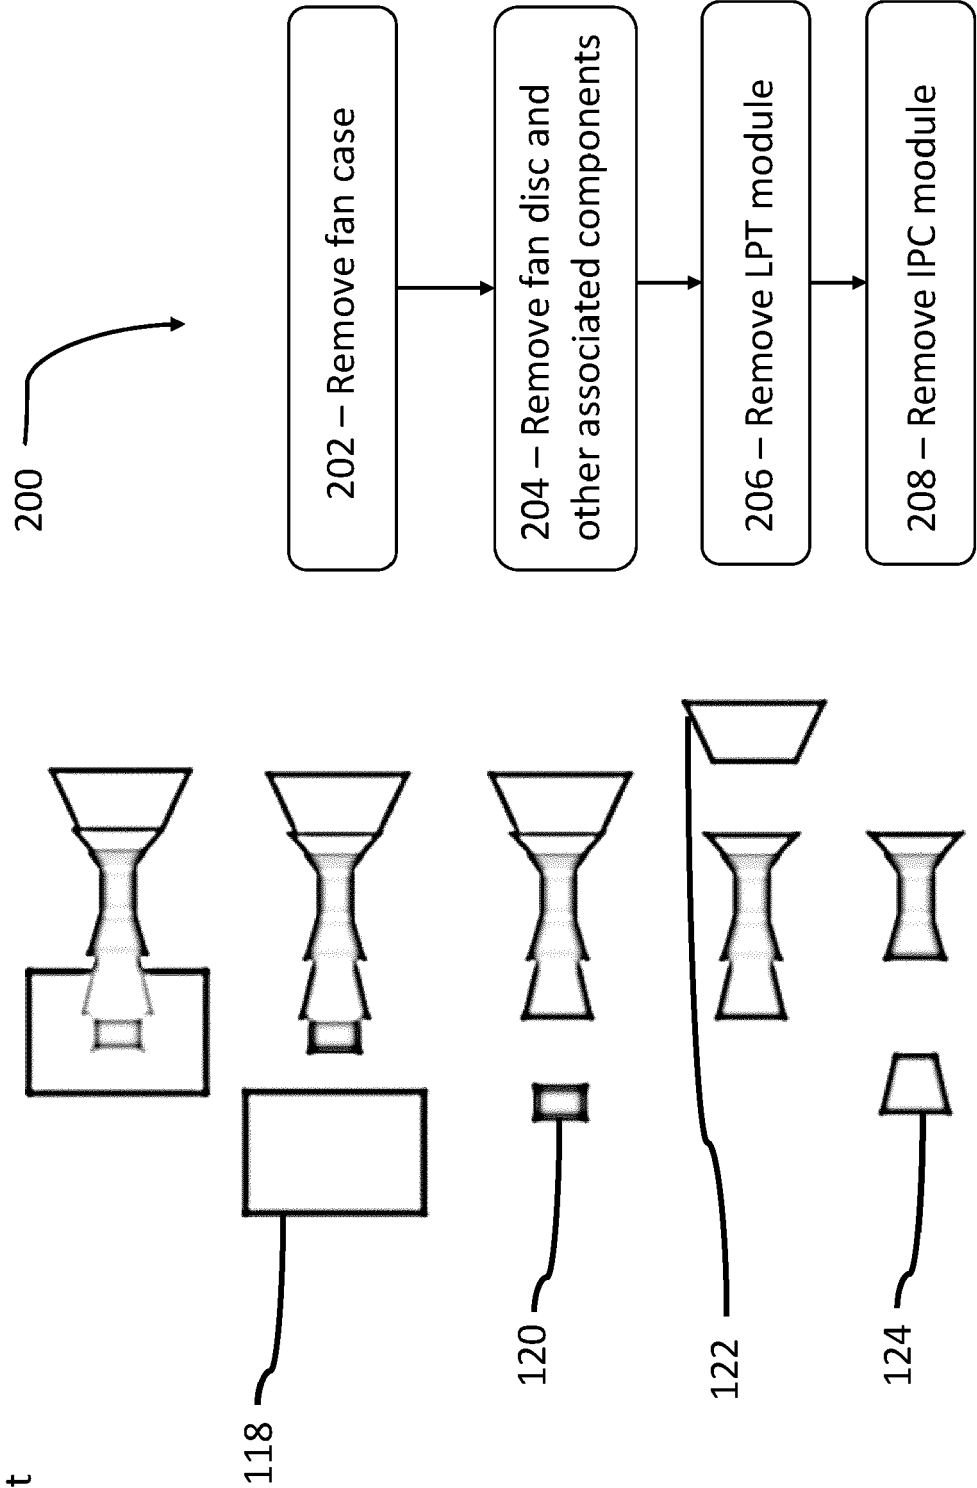 200
202 – Remove fan case
204 – Remove fan disc and
other associated components
206 – Remove LPT module
208 – Remove IPC module
t
118
120
122
124